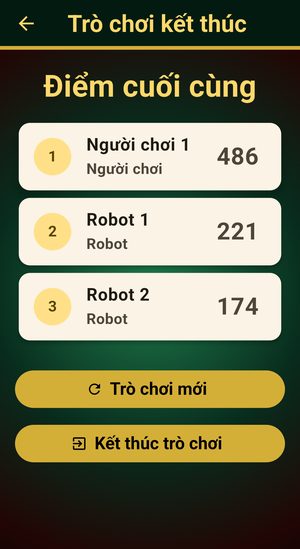 Trò chơi kết thúc
Điểm cuối cùng
1
Người chơi 1
Người chơi
486
2
Robot 1
Robot
221
3
Robot 2
Robot
174
Trò chơi mới
Kết thúc trò chơi